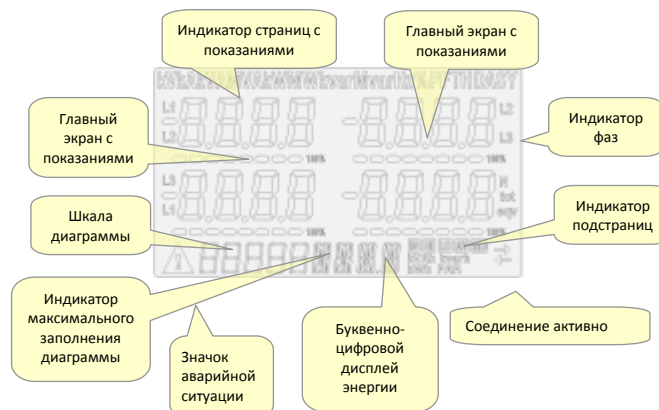 Индикатор страниц с
показаниями
Главный экран с
показаниями
Главный
экран с
показаниями
Индикатор
фаз
Шкала
диаграммы
Индикатор
подстраниц
Индикатор
максимального
заполнения
диаграммы
Значок
аварийной
ситуации
Буквенно-
цифровой
дисплей
энергии
Соединение активно
L1
L2
L2
L3
100%
100%
L3
L1
N
tot
eqv
100%
100%